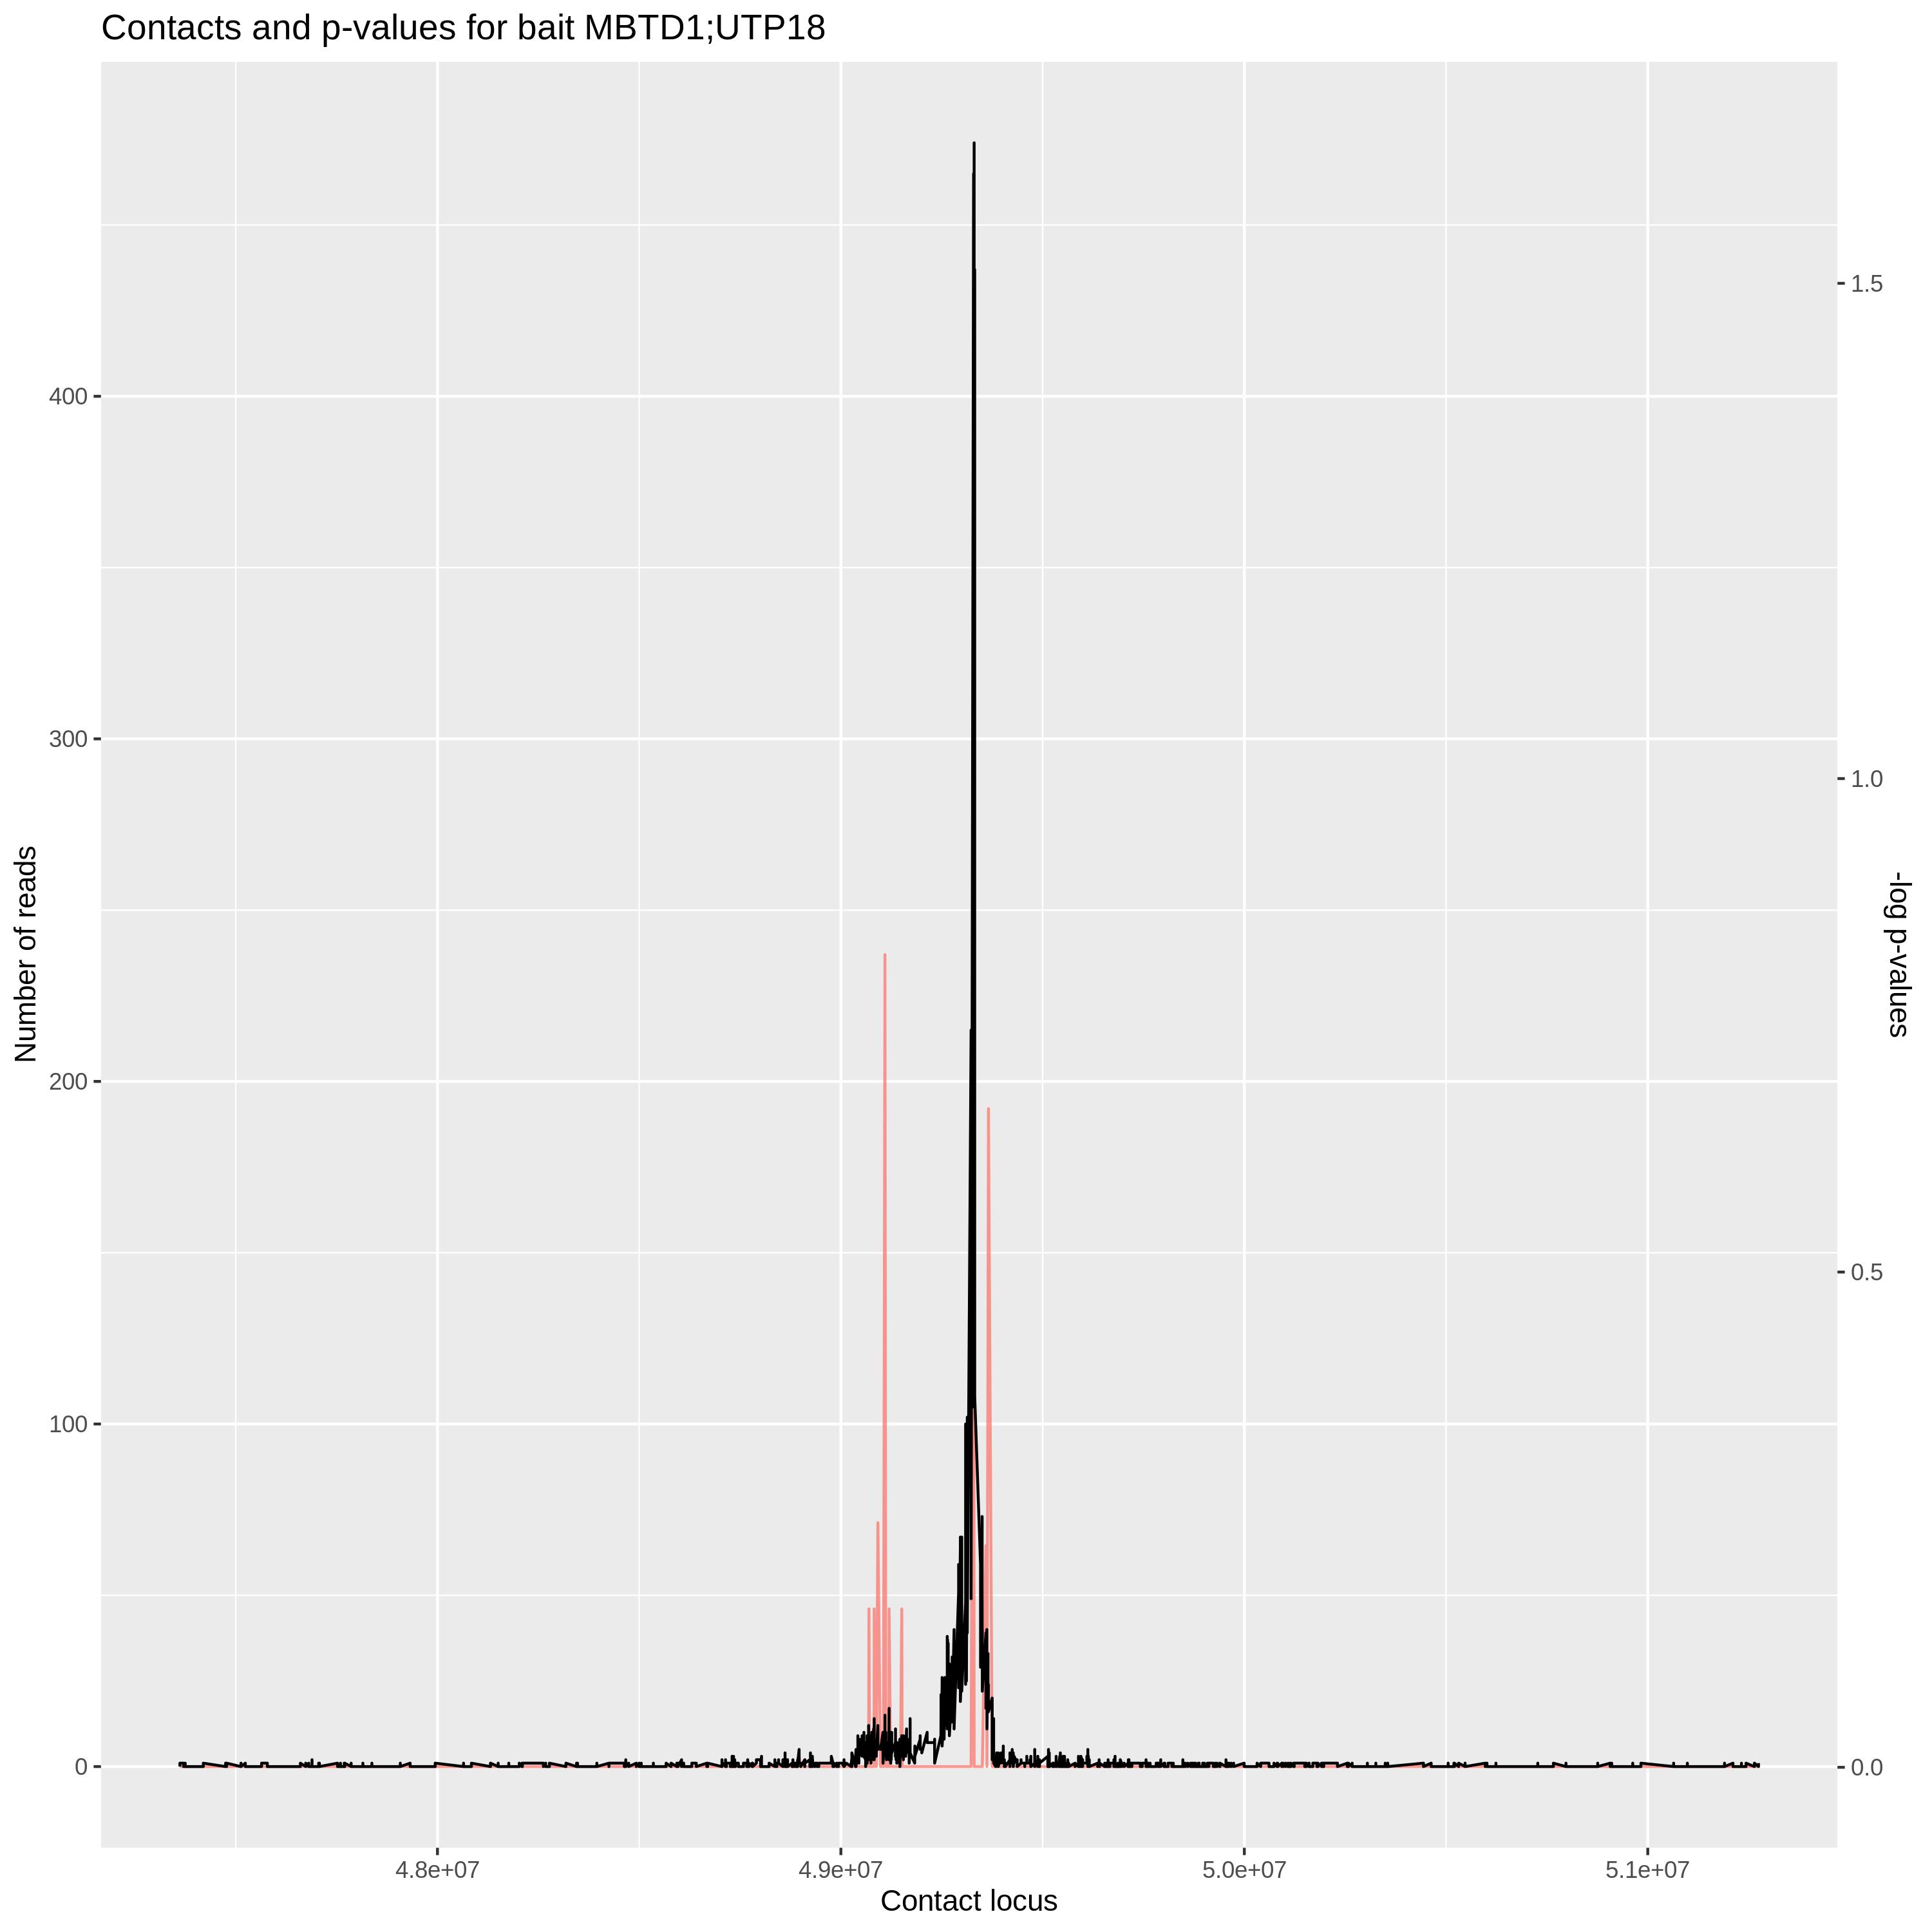 Contacts and p-values for bait MBTD1;UTP18
Number of reads
400
300
200
100
0
1.5
1.0
0.5
0.0
-log p-values
4.8e+07
4.9e+07
5.0e+07
5.1e+07
Contact locus